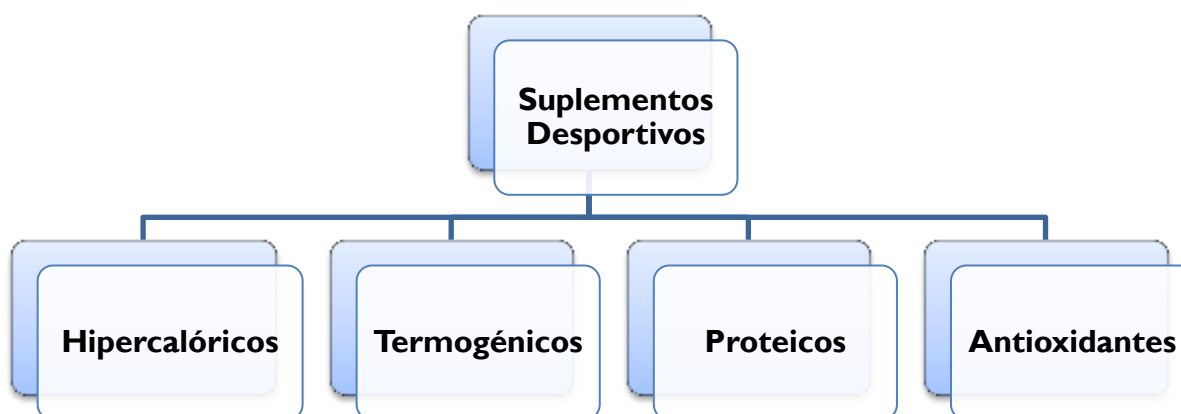 Suplementos
Desportivos
Hipercalóricos
Termogénicos
Proteicos
Antioxidantes